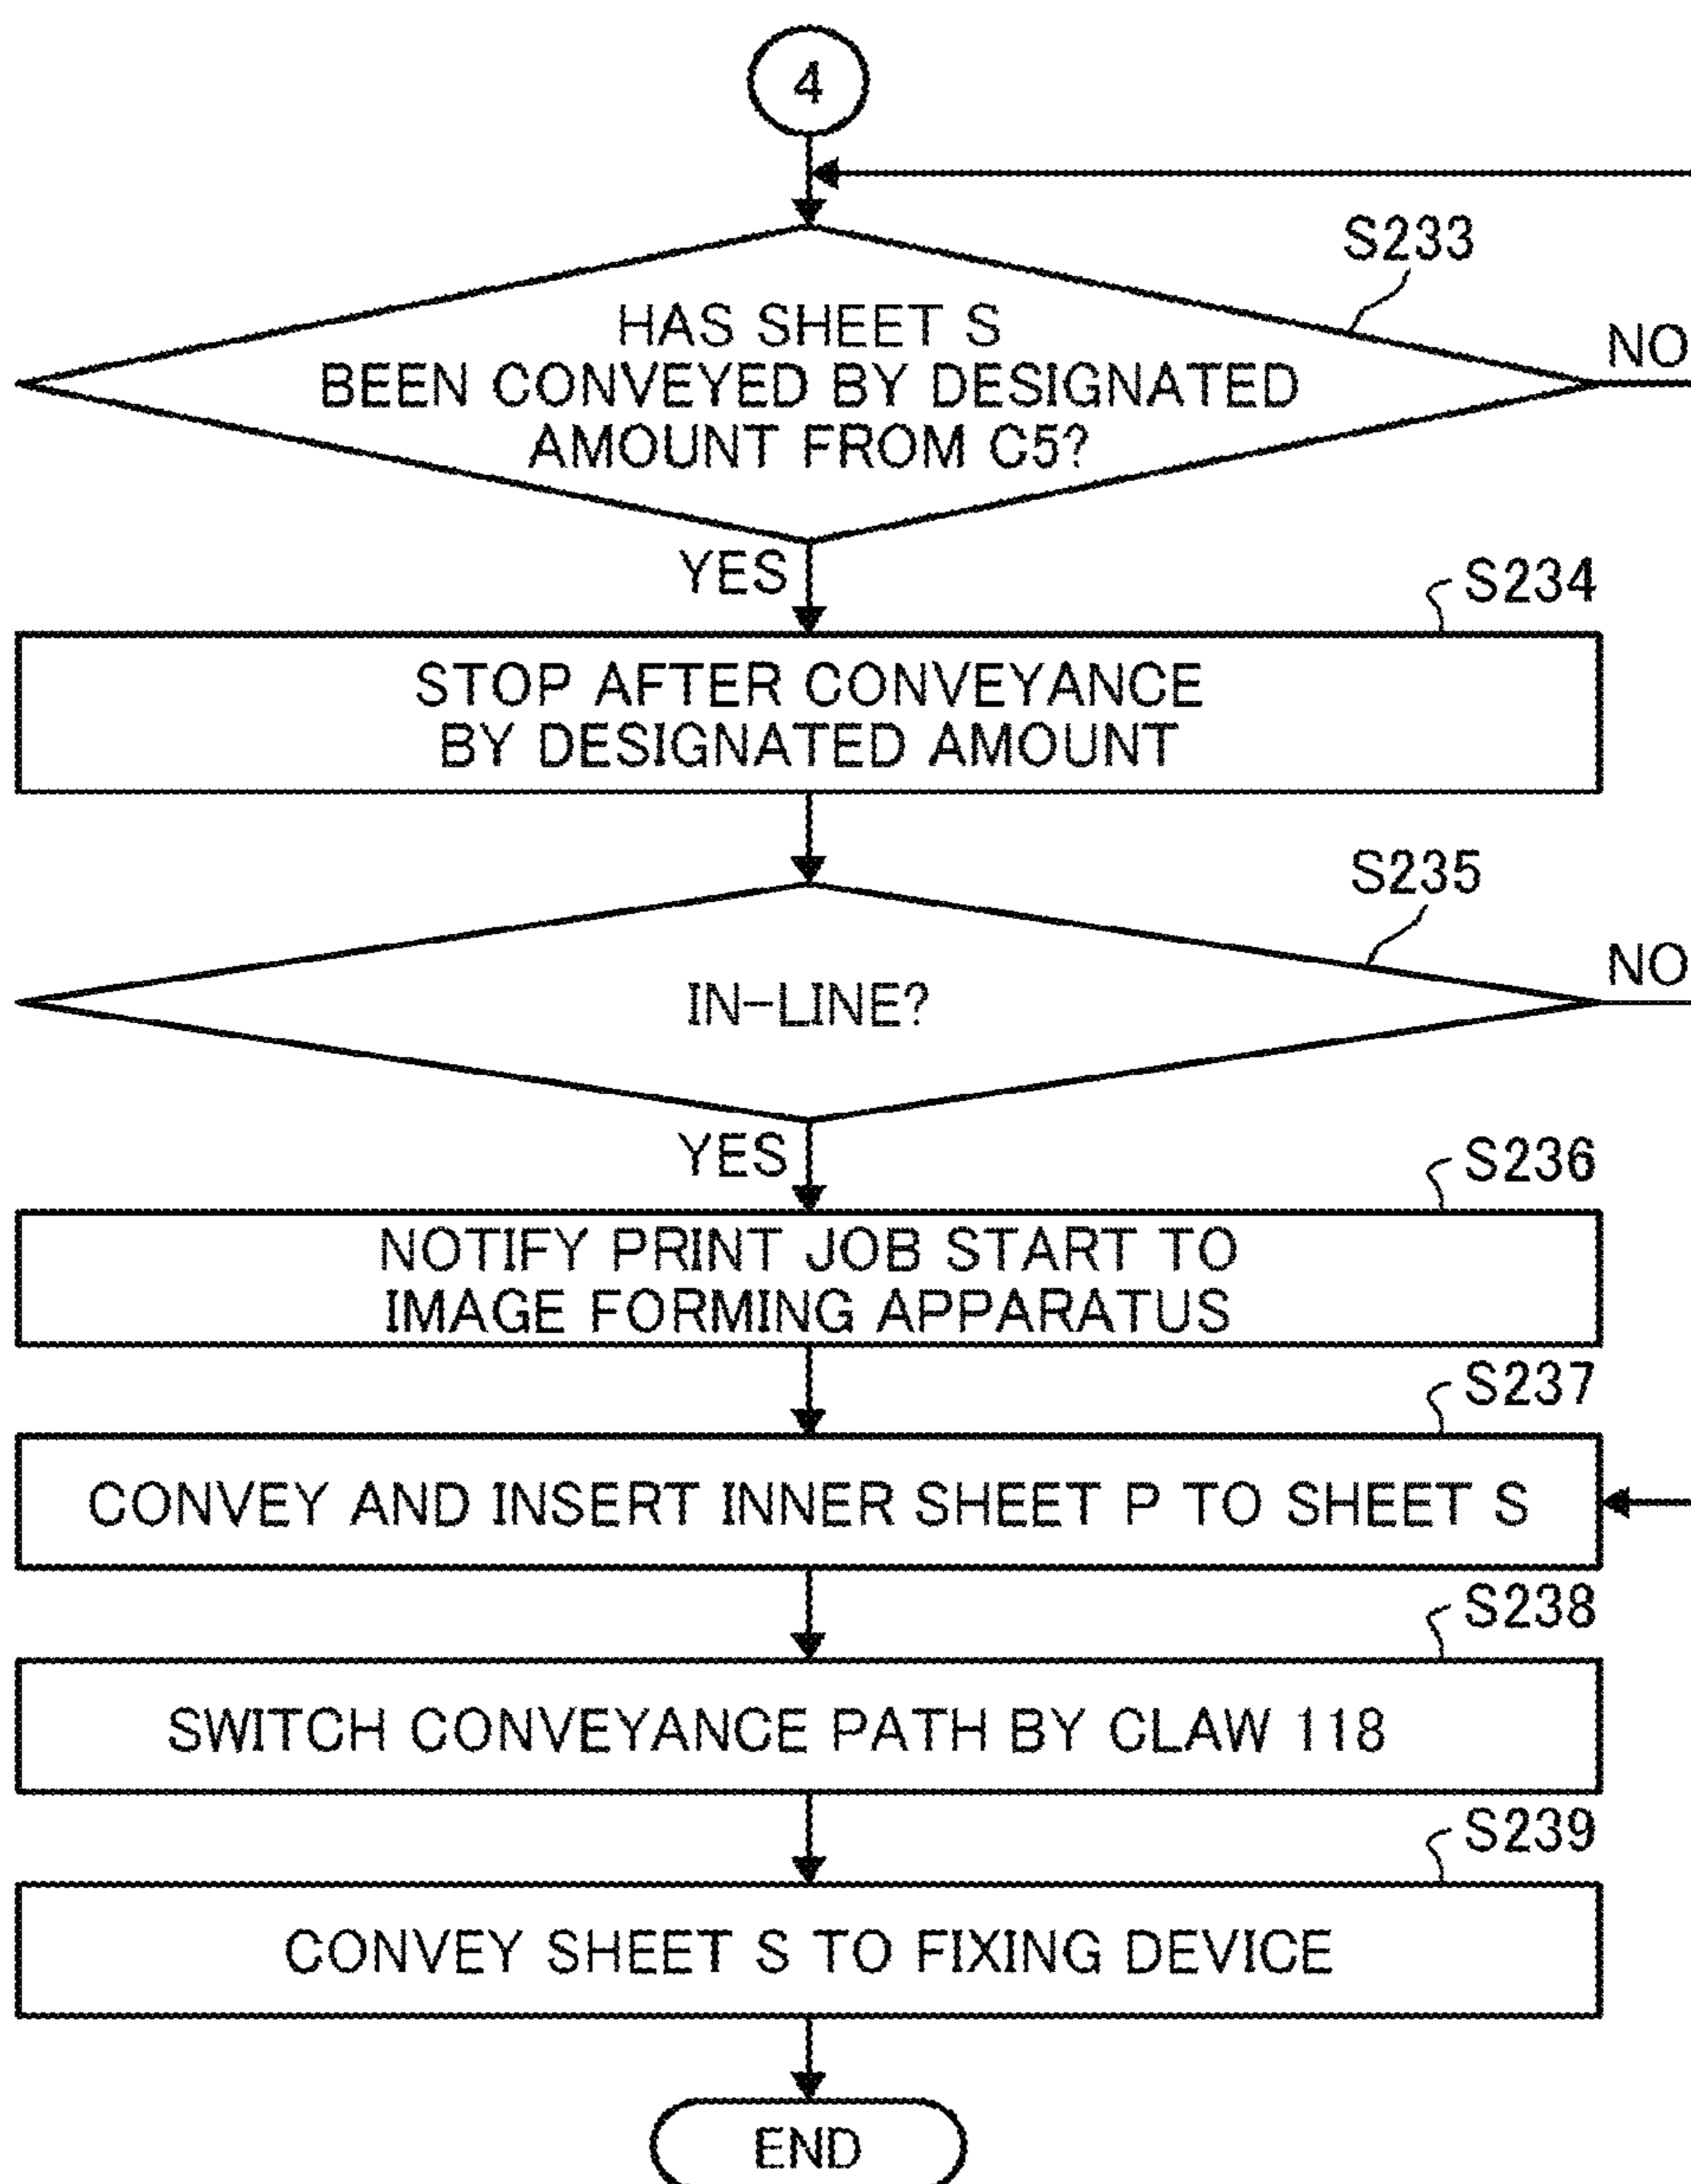 4
S233
HAS SHEET S
BEEN CONVEYED BY DESIGNATED
AMOUNT FROM C5?
NO
YES
S234
STOP AFTER CONVEYANCE
BY DESIGNATED AMOUNT
S235
IN-LINE?
NO
YES
S236
NOTIFY PRINT JOB START TO
IMAGE FORMING APPARATUS
S237
CONVEY AND INSERT INNER SHEET P TO SHEET S
S238
SWITCH CONVEYANCE PATH BY CLAW 118
S239
CONVEY SHEET S TO FIXING DEVICE
END